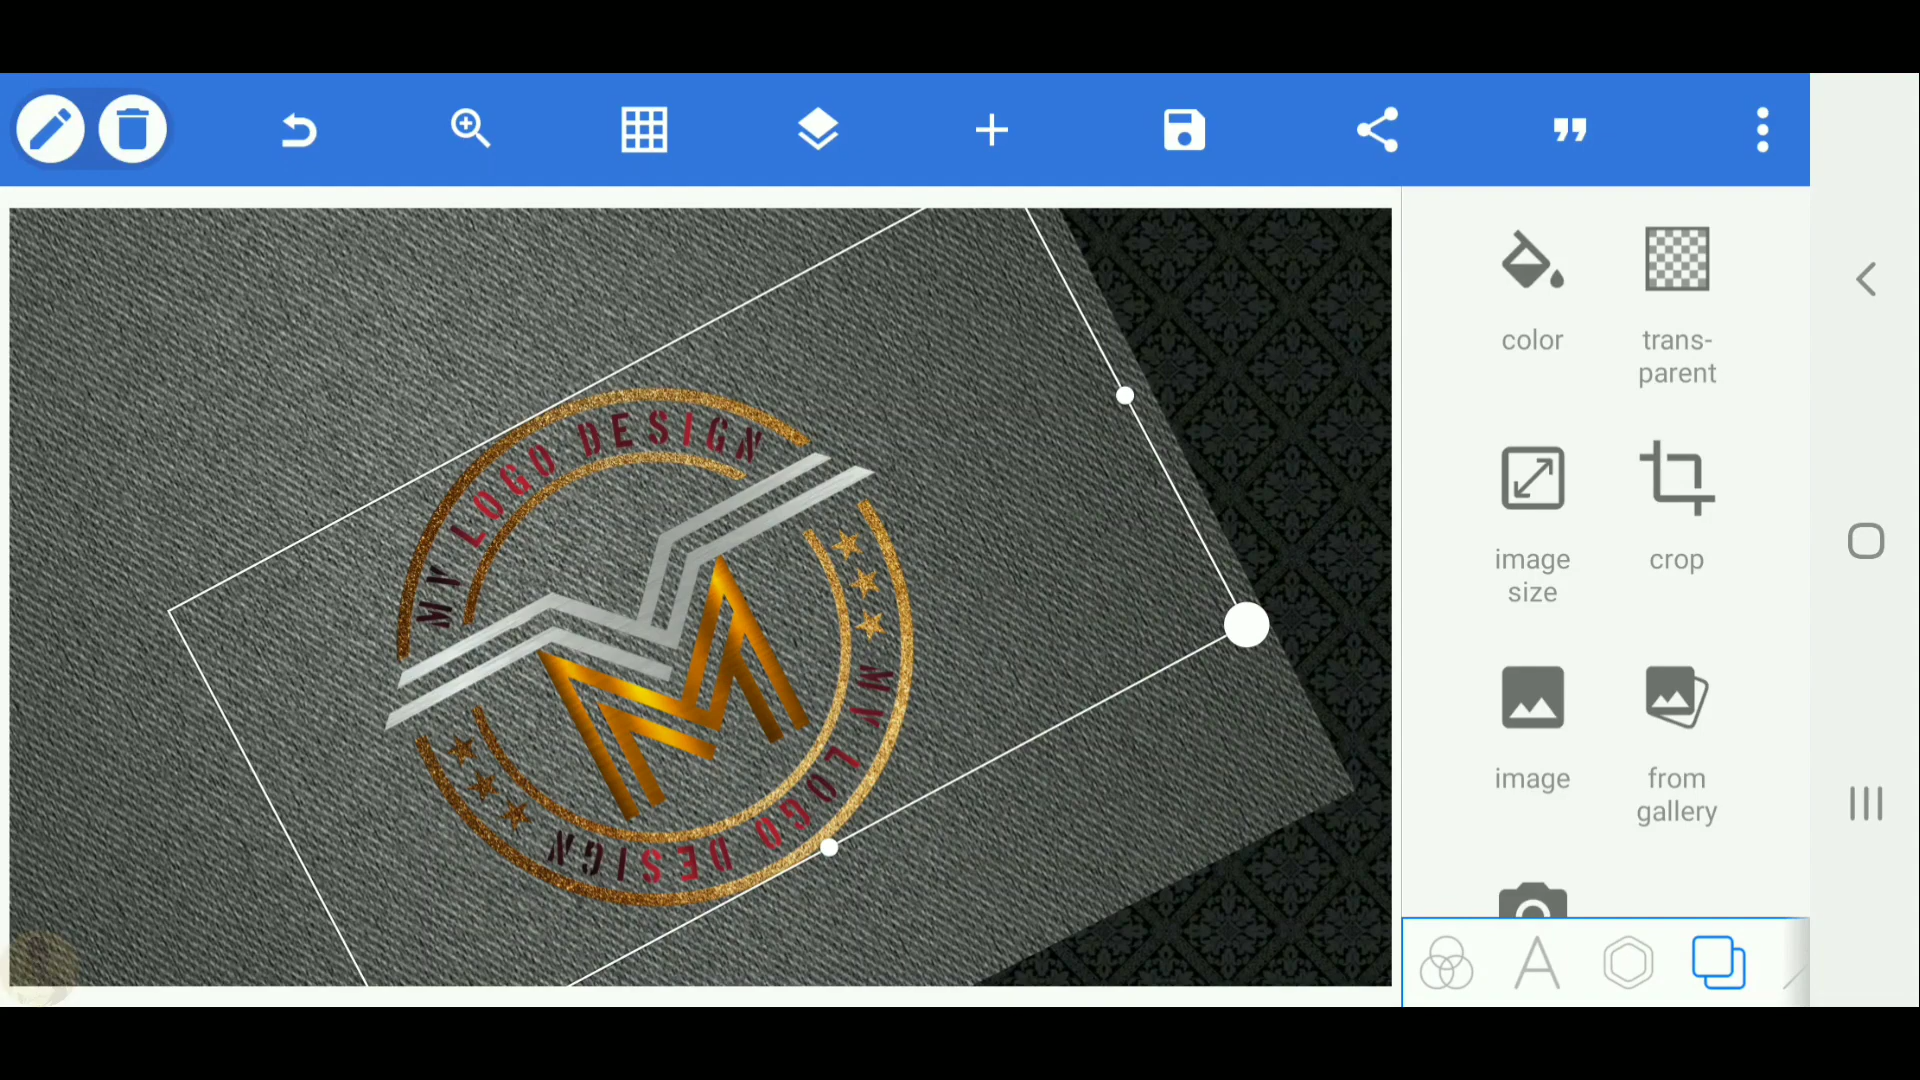 color
trans-
parent
image
size
crop
image
from
gallery
MY LOGO DESIGN
MY LOGO DESIGN
M